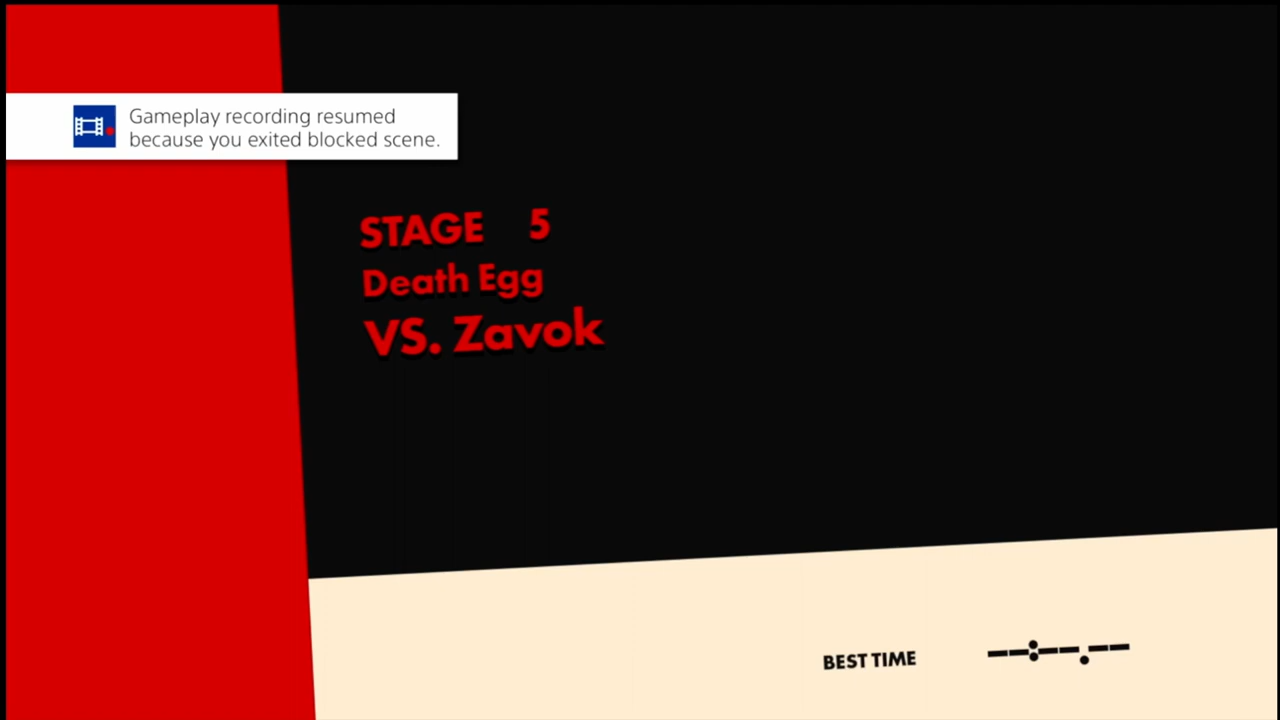 Gameplay recording resumed
because you exited blocked scene.
STAGE 5
Death Egg
VS. Zavok
BEST TIME --:--.--